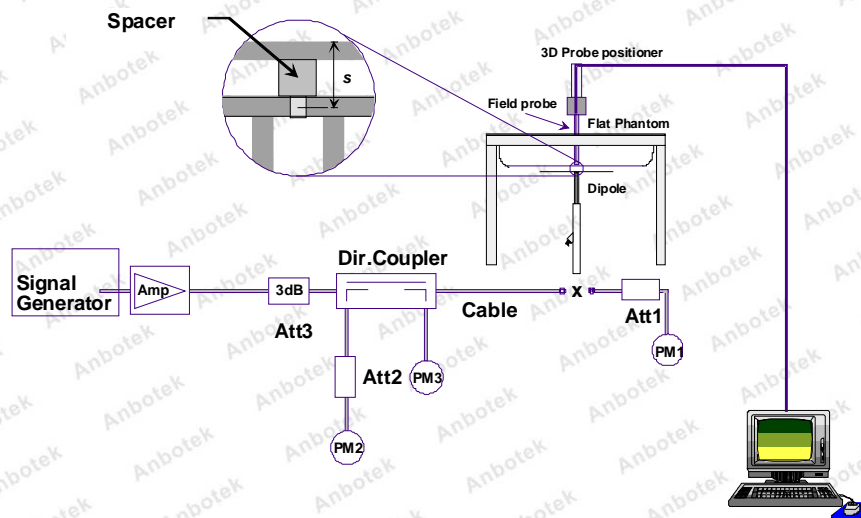 Spacer
s
3D Probe positioner
Field probe
Flat Phantom
Dipole
Dir.Coupler
Signal
Generator
Amp
3dB
Att3
Cable
x
Att1
PM1
Att2
PM3
PM2
Anbotek